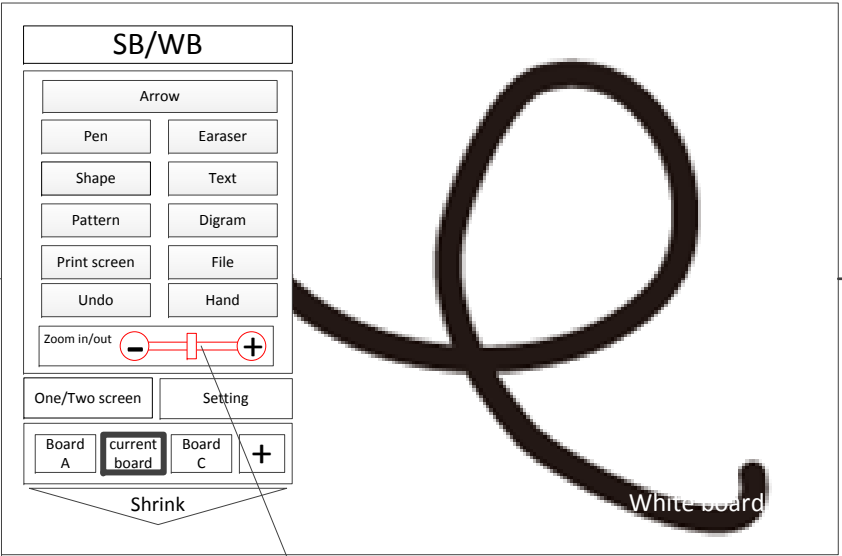 SB/WB
Arrow
Pen
Earaser
Shape
Text
Pattern
Digram
Print screen
File
Undo
Hand
Zoom in/out
-
+
One/Two screen
Setting
Board
A
current
board
Board
C
+
Shrink
White board